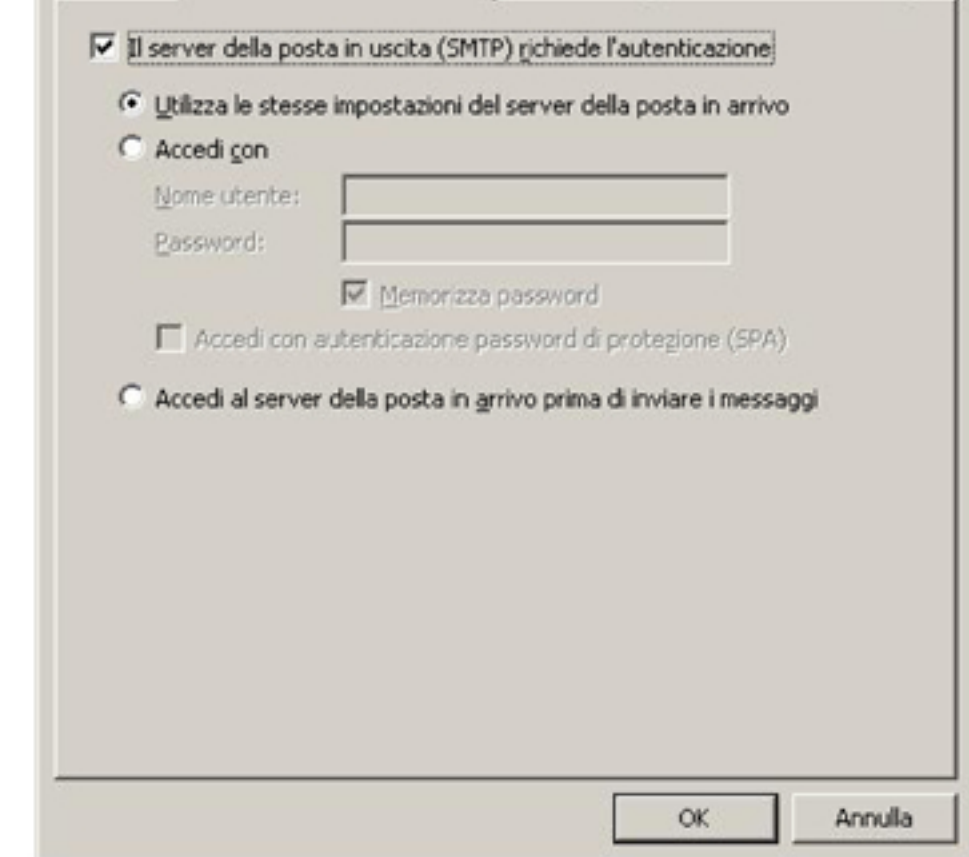 Il server della posta in uscita (SMTP) richiede l'autenticazione
Utilizza le stesse impostazioni del server della posta in arrivo
Accedi con
Nome utente:
Password:
Memorizza password
Accedi con autenticazione password di protezione (SPA)
Accedi al server della posta in arrivo prima di inviare i messaggi
OK Annulla